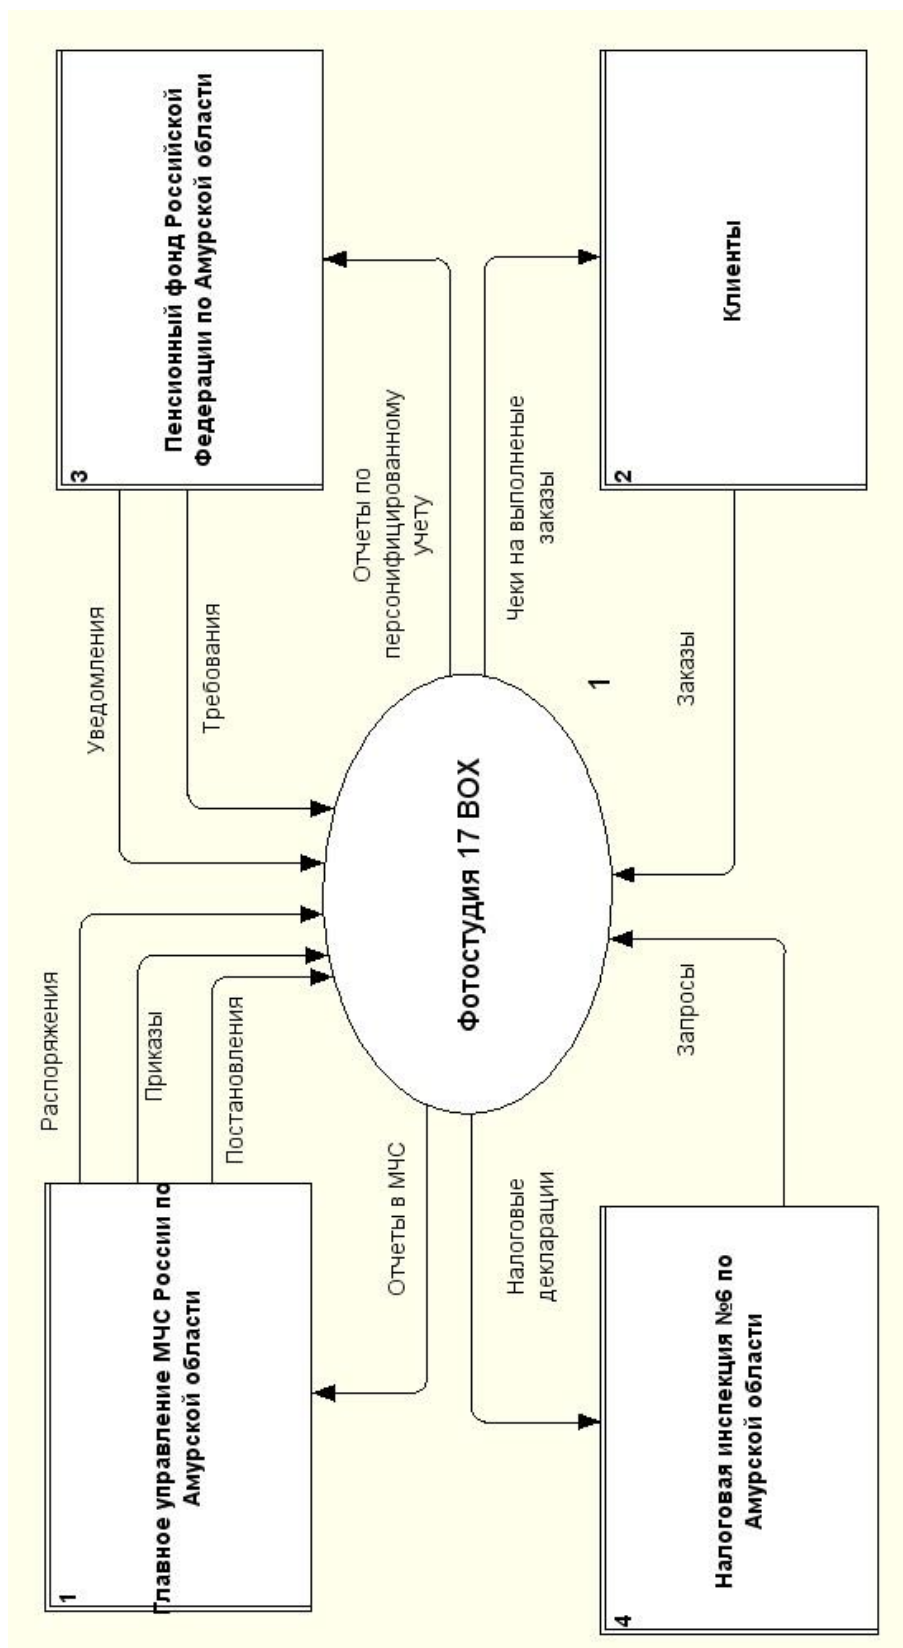 1
Главное управление МЧС России по
Амурской области
Распоряжения
Приказы
Постановления
Отчеты в МЧС
3
Пенсионный фонд Российской
Федерации по Амурской области
Уведомления
Требования
Отчеты по
персонифицированному
учету
Фотостудия 17 BOX
1
Чеки на выполненые
заказы
2
Клиенты
Заказы
Запросы
Налоговые
декларации
4
Налоговая инспекция №6 по
Амурской области